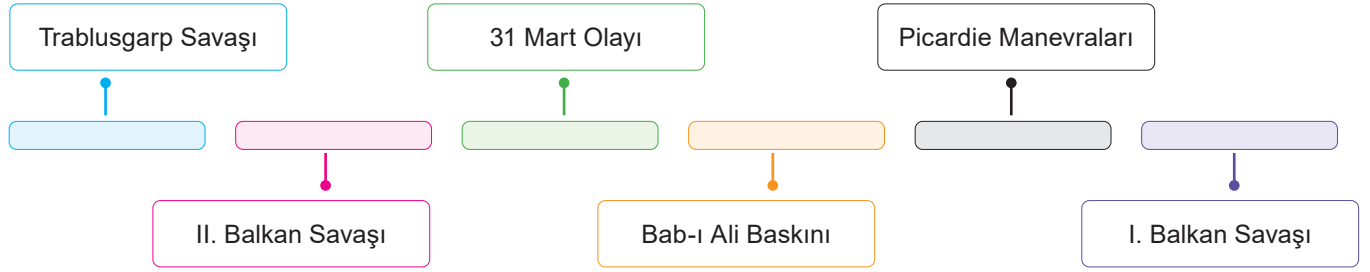 Trablusgarp Savaşı
31 Mart Olayı
Picardie Manevraları
II. Balkan Savaşı
Bab-ı Ali Baskını
I. Balkan Savaşı